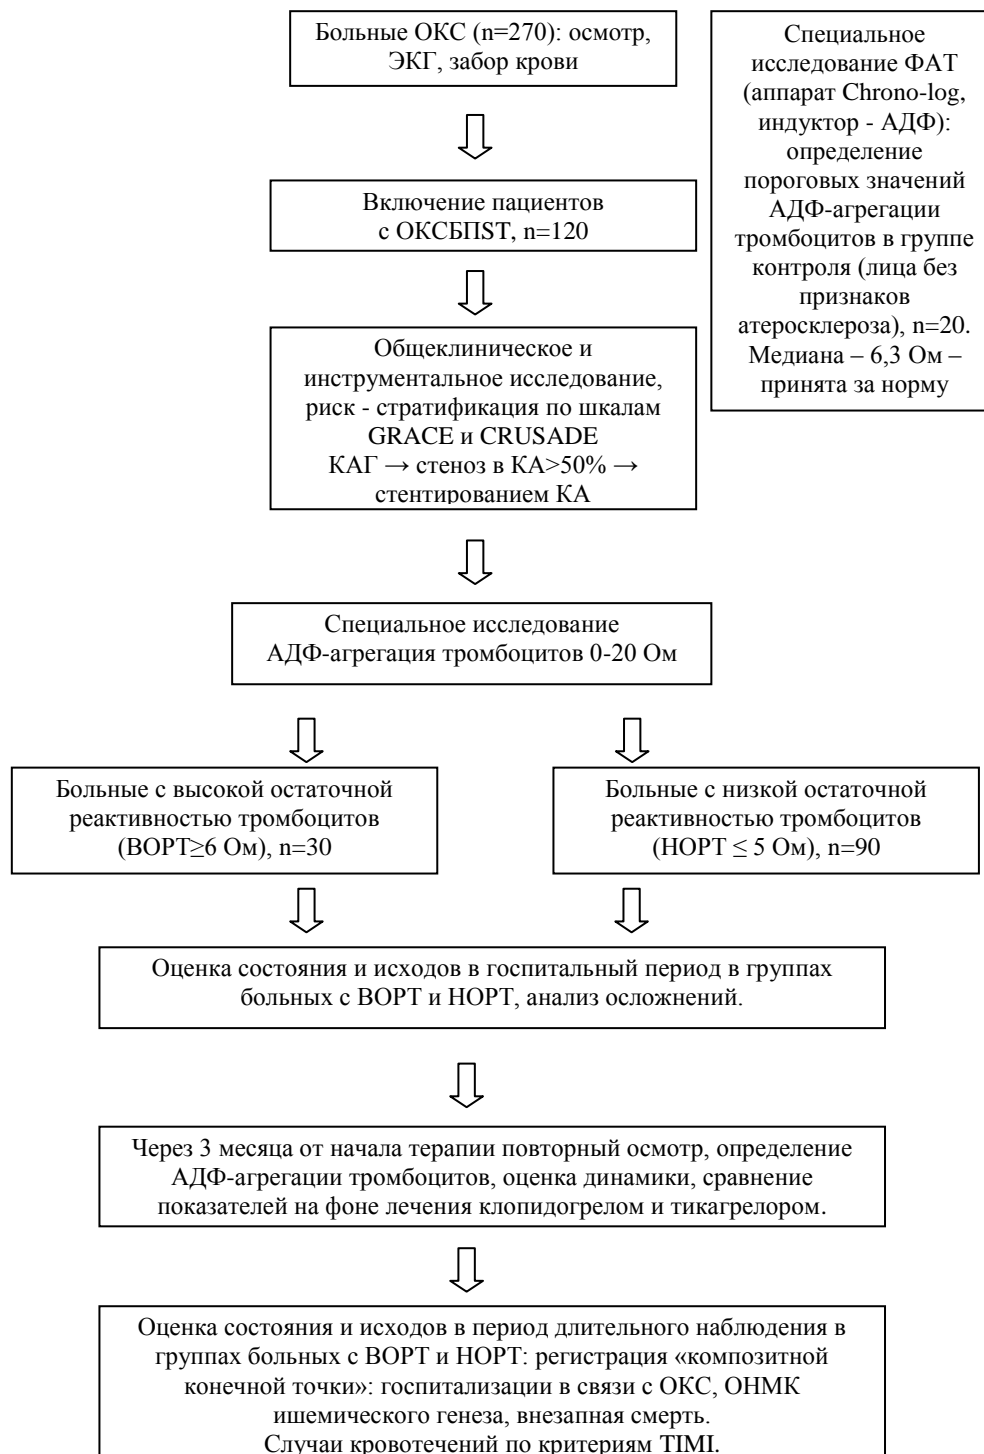 Больные ОКС (n=270): осмотр,
ЭКГ, забор крови
Специальное
исследование ФАТ
(аппарат Chrono-log,
индуктор - АДФ):
определение
пороговых значений
АДФ-агрегации
тромбоцитов в группе
контроля (лица без
признаков
атеросклероза), n=20.
Медиана – 6,3 Ом –
принята за норму
Включение пациентов
с ОКСБПST, n=120
Общеклиническое и
инструментальное исследование,
риск - стратификация по шкалам
GRACE и CRUSADE
КАГ → стеноз в КА>50% →
стентированием КА
Специальное исследование
АДФ-агрегация тромбоцитов 0-20 Ом
Больные с высокой остаточной
реактивностью тромбоцитов
(ВОРТ≥6 Ом), n=30
Больные с низкой остаточной
реактивностью тромбоцитов
(НОРТ ≤ 5 Ом), n=90
Оценка состояния и исходов в госпитальный период в группах
больных с ВОРТ и НОРТ, анализ осложнений.
Через 3 месяца от начала терапии повторный осмотр, определение
АДФ-агрегации тромбоцитов, оценка динамики, сравнение
показателей на фоне лечения клопидогрелом и тикагрелором.
Оценка состояния и исходов в период длительного наблюдения в
группах больных с ВОРТ и НОРТ: регистрация «композитной
конечной точки»: госпитализации в связи с ОКС, ОНМК
ишемического генеза, внезапная смерть.
Случаи кровотечений по критериям TIMI.